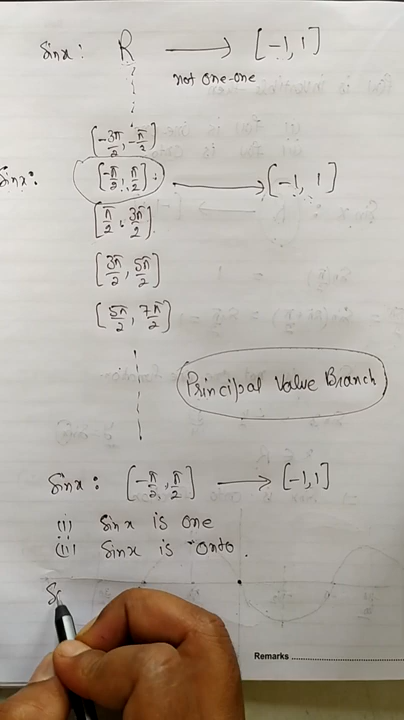 Sinx : R ⟶ [-1, 1]
not one-one
[-3π/2, -π/2]
Sinx : [-π/2, π/2] ⟶ [-1, 1]
[π/2, 3π/2]
[3π/2, 5π/2]
[5π/2, 7π/2]
Principal Value Branch
Sinx : [-π/2, π/2] ⟶ [-1, 1]
(i) Sinx is one
(ii) Sinx is onto.
Remarks